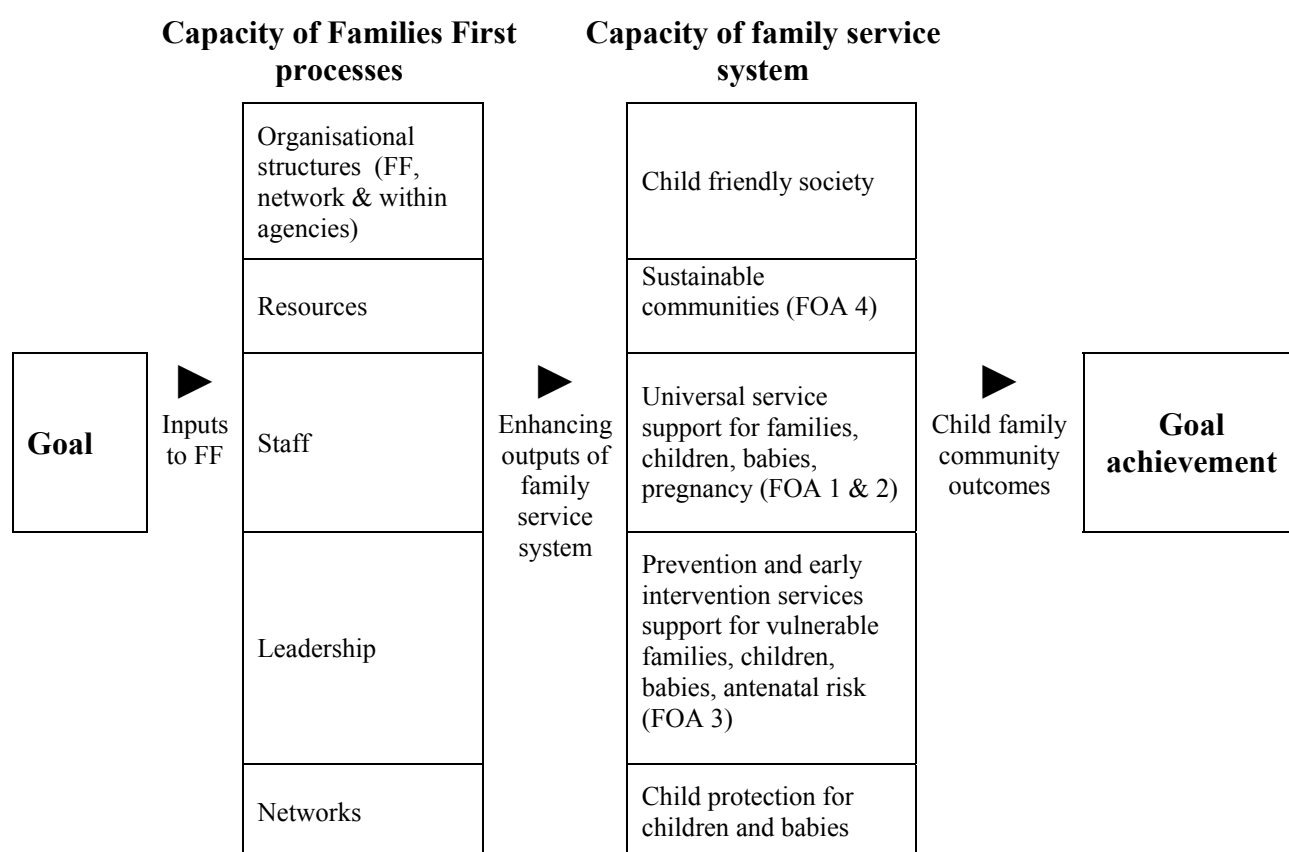 Capacity of Families First
processes
Capacity of family service
system
Goal
Inputs
to FF
Organisational
structures (FF,
network & within
agencies)
Resources
Staff
Leadership
Networks
Enhancing
outputs of
family
service
system
Child friendly society
Sustainable
communities (FOA 4)
Universal service
support for families,
children, babies,
pregnancy (FOA 1 & 2)
Prevention and early
intervention services
support for vulnerable
families, children,
babies, antenatal risk
(FOA 3)
Child protection for
children and babies
Child family
community
outcomes
Goal
achievement